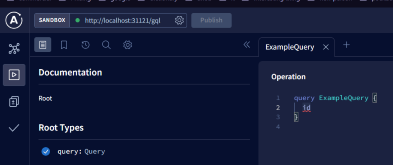 SANDBOX
http://localhost:31121/gql
Publish
Documentation
Root
Root Types
query: Query
ExampleQuery
Operation
1 query ExampleQuery {
2 id
3 }
4